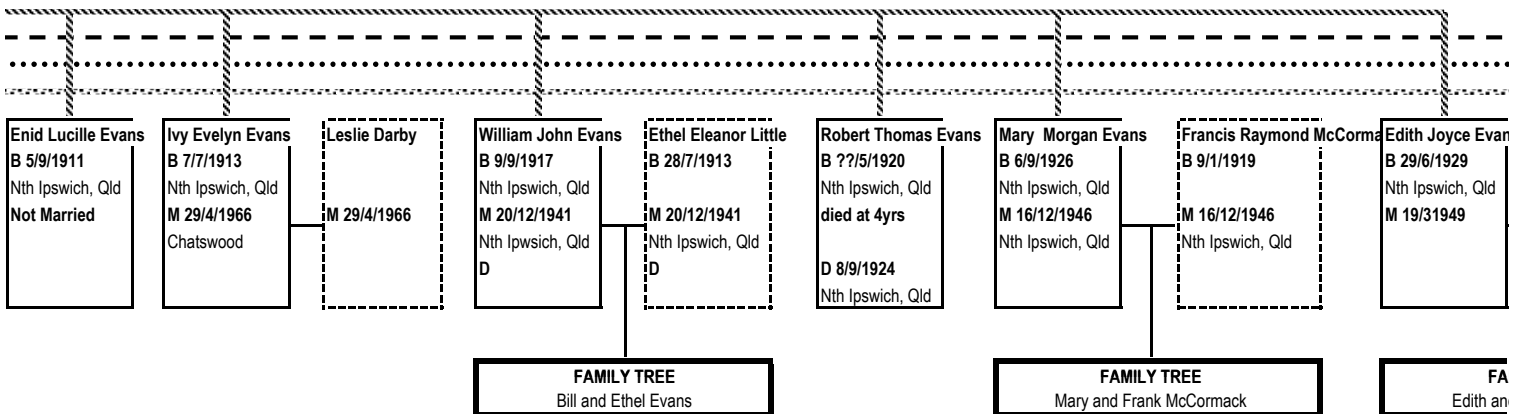 Enid Lucille Evans
B 5/9/1911
Nth Ipswich, Qld
Not Married
Ivy Evelyn Evans
B 7/7/1913
Nth Ipswich, Qld
M 29/4/1966
Chatswood
Leslie Darby
M 29/4/1966
William John Evans
B 9/9/1917
Nth Ipswich, Qld
M 20/12/1941
Nth Ipwsich, Qld
D
Ethel Eleanor Little
B 28/7/1913
M 20/12/1941
Nth Ipswich, Qld
D
FAMILY TREE
Bill and Ethel Evans
Robert Thomas Evans
B ??/5/1920
Nth Ipswich, Qld
died at 4yrs
D 8/9/1924
Nth Ipswich, Qld
Mary Morgan Evans
B 6/9/1926
Nth Ipswich, Qld
M 16/12/1946
Nth Ipswich, Qld
Francis Raymond McCorma
B 9/1/1919
M 16/12/1946
Nth Ipswich, Qld
FAMILY TREE
Mary and Frank McCormack
Edith Joyce Evan
B 29/6/1929
Nth Ipswich, Qld
M 19/31949
FA
Edith an